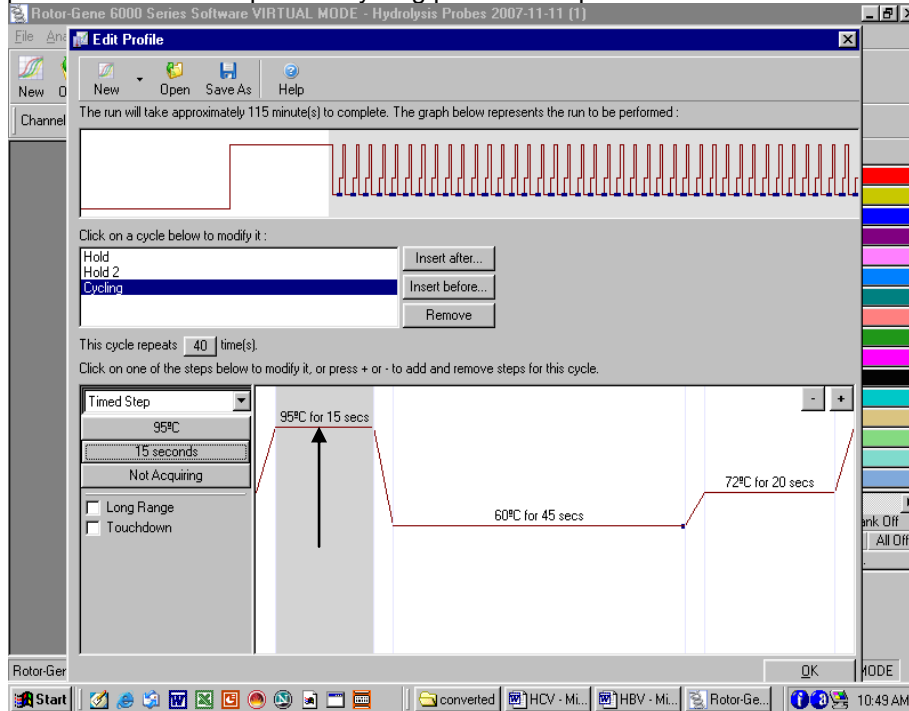 Rotor-Gene 6000 Series Software VIRTUAL MODE - Hydrolysis Probes 2007-11-11 (1)
File Ana
Edit Profile
New
New Open Save As Help
Channel
The run will take approximately 115 minute(s) to complete. The graph below represents the run to be performed :
Click on a cycle below to modify it :
Hold
Hold 2
Cycling
Insert after...
Insert before...
Remove
This cycle repeats 40 time(s).
Click on one of the steps below to modify it, or press + or - to add and remove steps for this cycle.
Timed Step
95ºC
15 seconds
Not Acquiring
Long Range
Touchdown
- +
95ºC for 15 secs
60ºC for 45 secs
72ºC for 20 secs
ank Off
All Off
OK
Rotor-Ger
MODE
Start
converted
HCV - Mi...
HBV - Mi...
Rotor-Ge...
10:49 AM